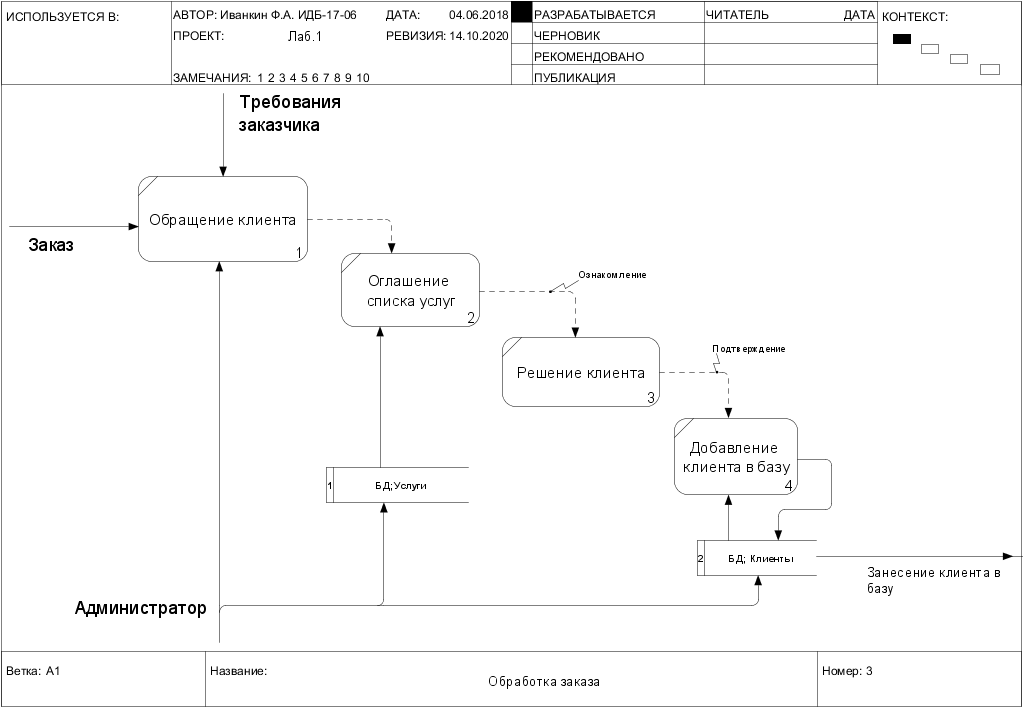 ИСПОЛЬЗУЕТСЯ В:
АВТОР: Иванкин Ф.А. ИДБ-17-06
ДАТА: 04.06.2018
ПРОЕКТ: Лаб.1
РЕВИЗИЯ: 14.10.2020
ЗАМЕЧАНИЯ: 1 2 3 4 5 6 7 8 9 10
РАЗРАБАТЫВАЕТСЯ
ЧЕРНОВИК
РЕКОМЕНДОВАНО
ПУБЛИКАЦИЯ
ЧИТАТЕЛЬ
ДАТА
КОНТЕКСТ:
Требования
заказчика
Обращение клиента
1
Заказ
Оглашение
списка услуг
2
Ознакомление
Решение клиента
3
Подтверждение
Добавление
клиента в базу
4
1
БД;Услуги
2
БД; Клиенты
Занесение клиента в
базу
Администратор
Ветка: А1
Название:
Обработка заказа
Номер: 3